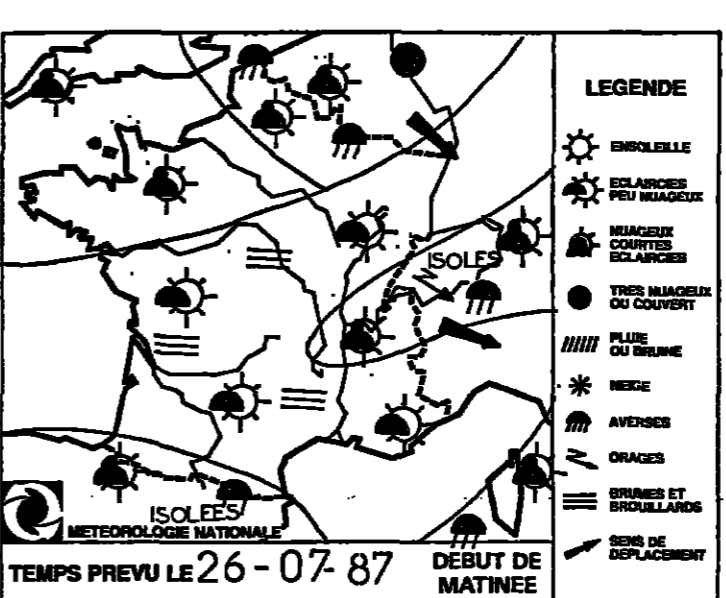 ISOLES
ISOLEES
METEOROLOGIE NATIONALE
TEMPS PREVU LE 26-07-87
DEBUT DE
MATINEE
LEGENDE
ENSOLEILLE
ECLAIRCIES
PEU NUAGEUX
NUAGEUX
COURTES
ECLAIRCIES
TRES NUAGEUX
OU COUVERT
PLUIE
OU BRUINE
NEIGE
AVERSES
ORAGES
BRUMES ET
BROUILLARDS
SENS DE
DEPLACEMENT